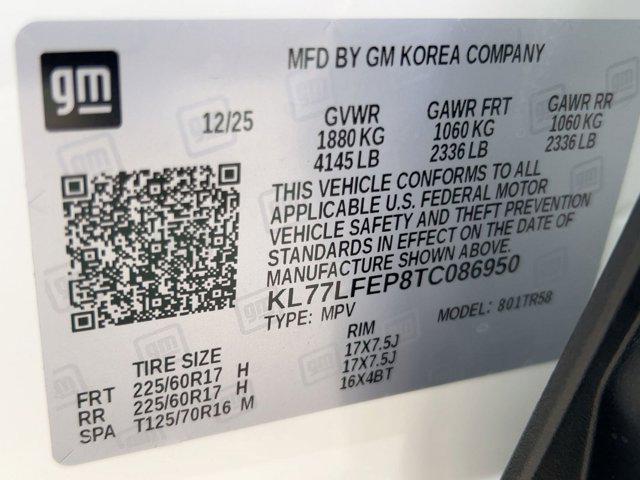 gm
MFD BY GM KOREA COMPANY
12/25 GVWR GAWR FRT GAWR RR
1880 KG 1060 KG 1060 KG
4145 LB 2336 LB 2336 LB
THIS VEHICLE CONFORMS TO ALL
APPLICABLE U.S. FEDERAL MOTOR
VEHICLE SAFETY AND THEFT PREVENTION
STANDARDS IN EFFECT ON THE DATE OF
MANUFACTURE SHOWN ABOVE.
KL77LFEP8TC086950
TYPE: MPV MODEL: 801TR58
TIRE SIZE RIM
FRT 225/60R17 H 17X7.5J
RR 225/60R17 H 17X7.5J
SPA T125/70R16 M 16X4BT